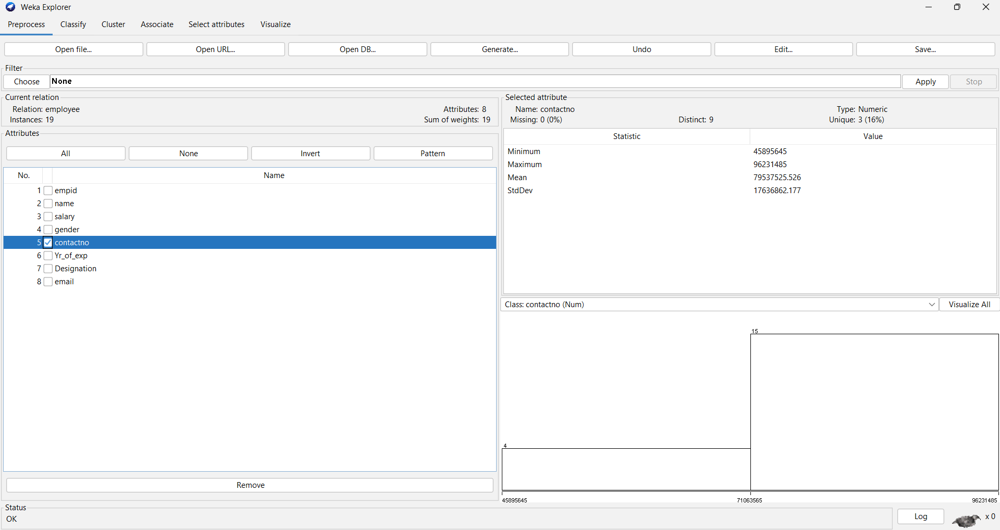 Weka Explorer
Preprocess Classify Cluster Associate Select attributes Visualize
Open file... Open URL... Open DB... Generate... Undo Edit... Save...
Filter
Choose None Apply Stop
Current relation
Relation: employee Attributes: 8
Instances: 19 Sum of weights: 19
Attributes
All None Invert Pattern
No. Name
1 empid
2 name
3 salary
4 gender
5 contactno
6 Yr_of_exp
7 Designation
8 email
Remove
Selected attribute
Name: contactno Type: Numeric
Missing: 0 (0%) Distinct: 9 Unique: 3 (16%)
Statistic Value
Minimum 45895645
Maximum 96231485
Mean 79537525.526
StdDev 17636862.177
Class: contactno (Num) Visualize All
15
4
45895645 71063565 96231485
Status
OK
Log x 0